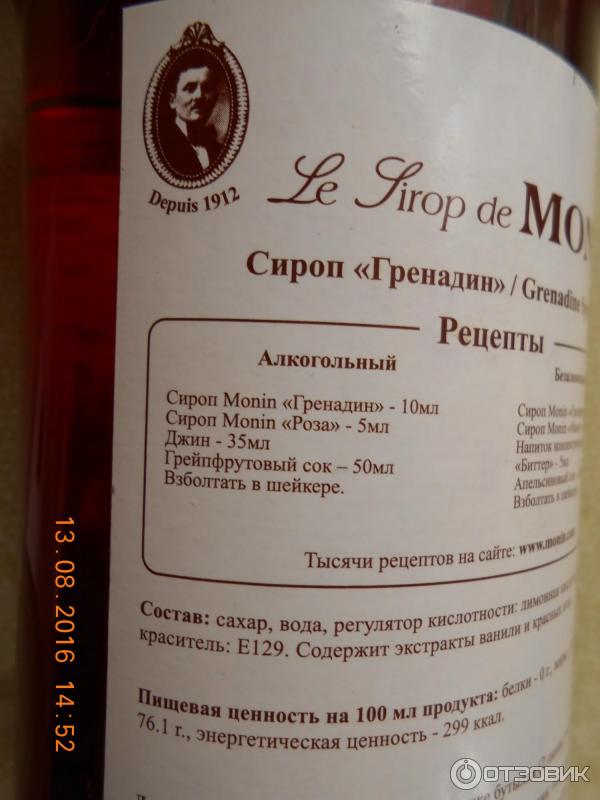 Depuis 1912
Le Sirop de MON
Сироп «Гренадин» / Grenadine
Рецепты
Алкогольный
Сироп Monin «Гренадин» - 10мл
Сироп Monin «Роза» - 5мл
Джин - 35мл
Грейпфрутовый сок – 50мл
Взболтать в шейкере.
Сироп Monin
Сироп Monin
Напиток
«Биттер» - 5мл
Апельсиновый
Взболтать в
Тысячи рецептов на сайте: www.monin.com
Состав: сахар, вода, регулятор кислотности: лимонная
краситель: Е129. Содержит экстракты ванили и красных
Пищевая ценность на 100 мл продукта: белки - 0 г.,
76.1 г., энергетическая ценность - 299 ккал.
13.08.2016 14:52
ОТЗОВИК